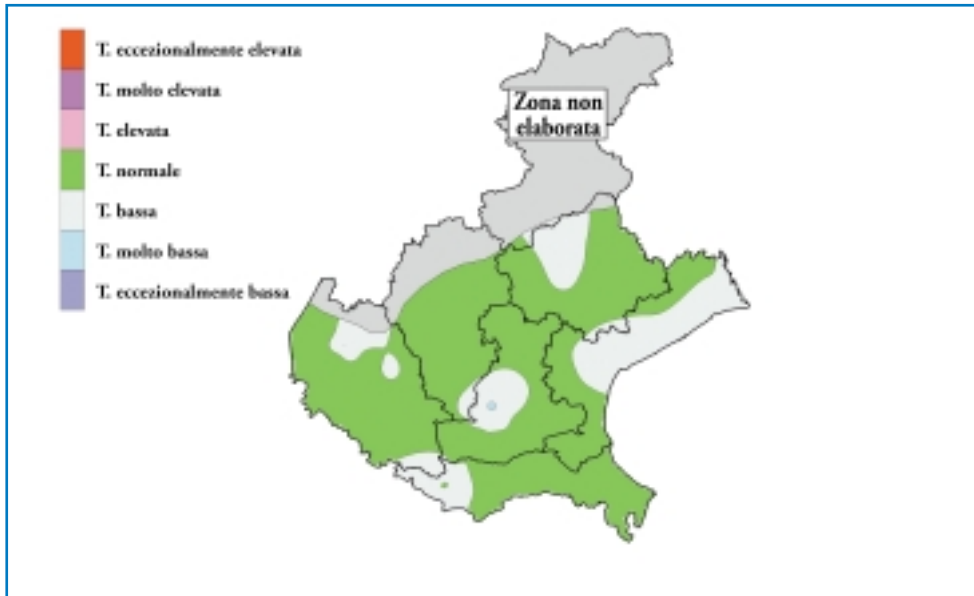 T. eccezionalmente elevata
T. molto elevata
T. elevata
T. normale
T. bassa
T. molto bassa
T. eccezionalmente bassa
Zona non
elaborata